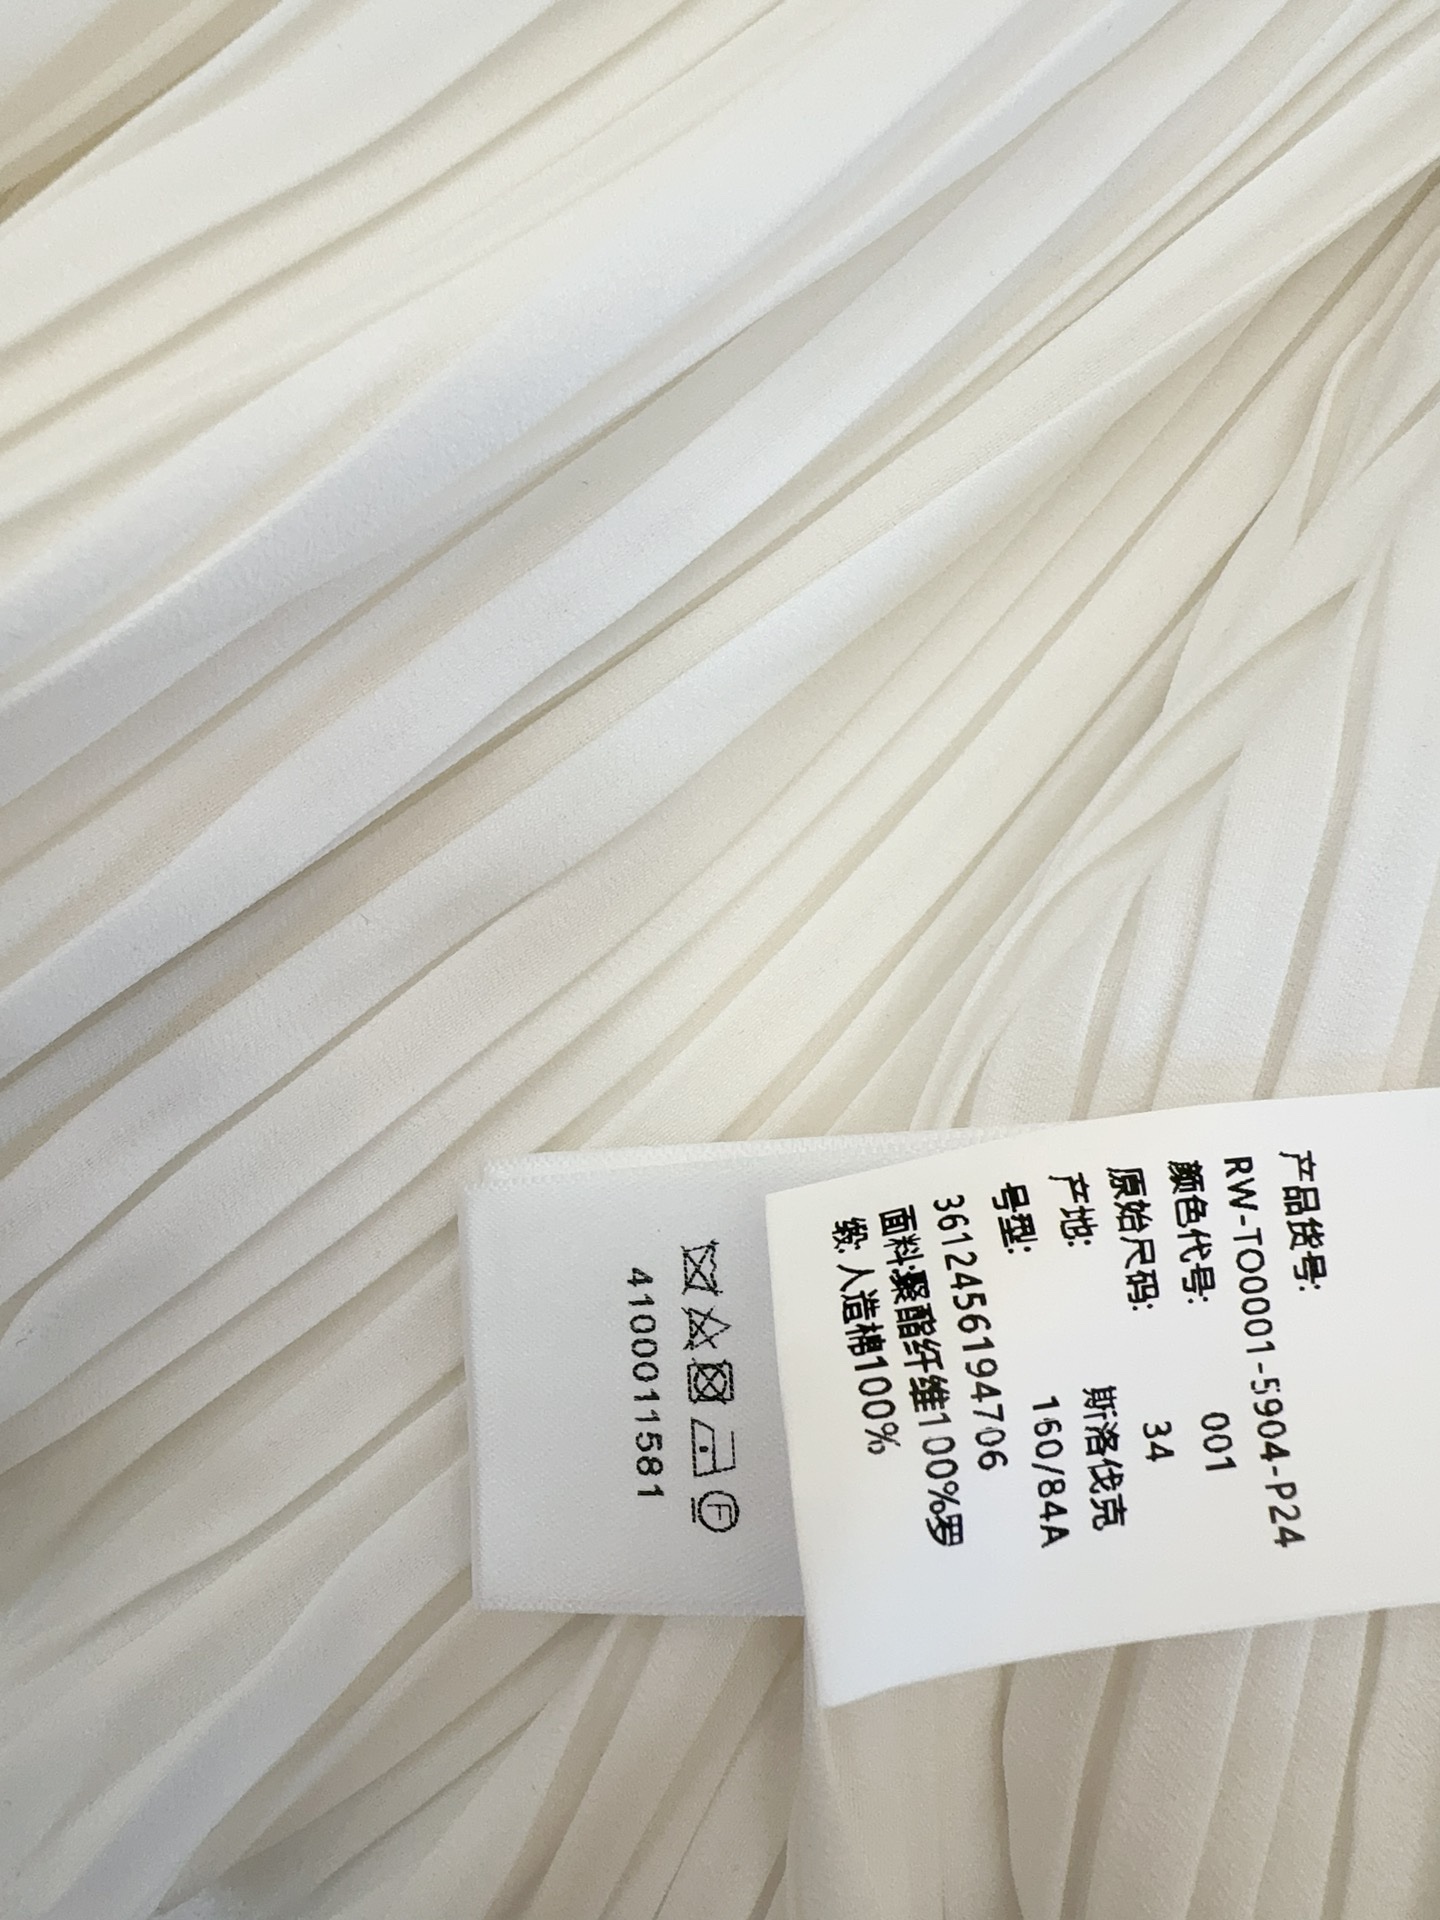 产品货号:
RW-TO0001-5904-P24
颜色代号: 001
原始尺码: 34
产地: 斯洛伐克
号型: 160/84A
3612456194706
面料:聚酯纤维100%罗
缎:人造棉100%
F
4100011581